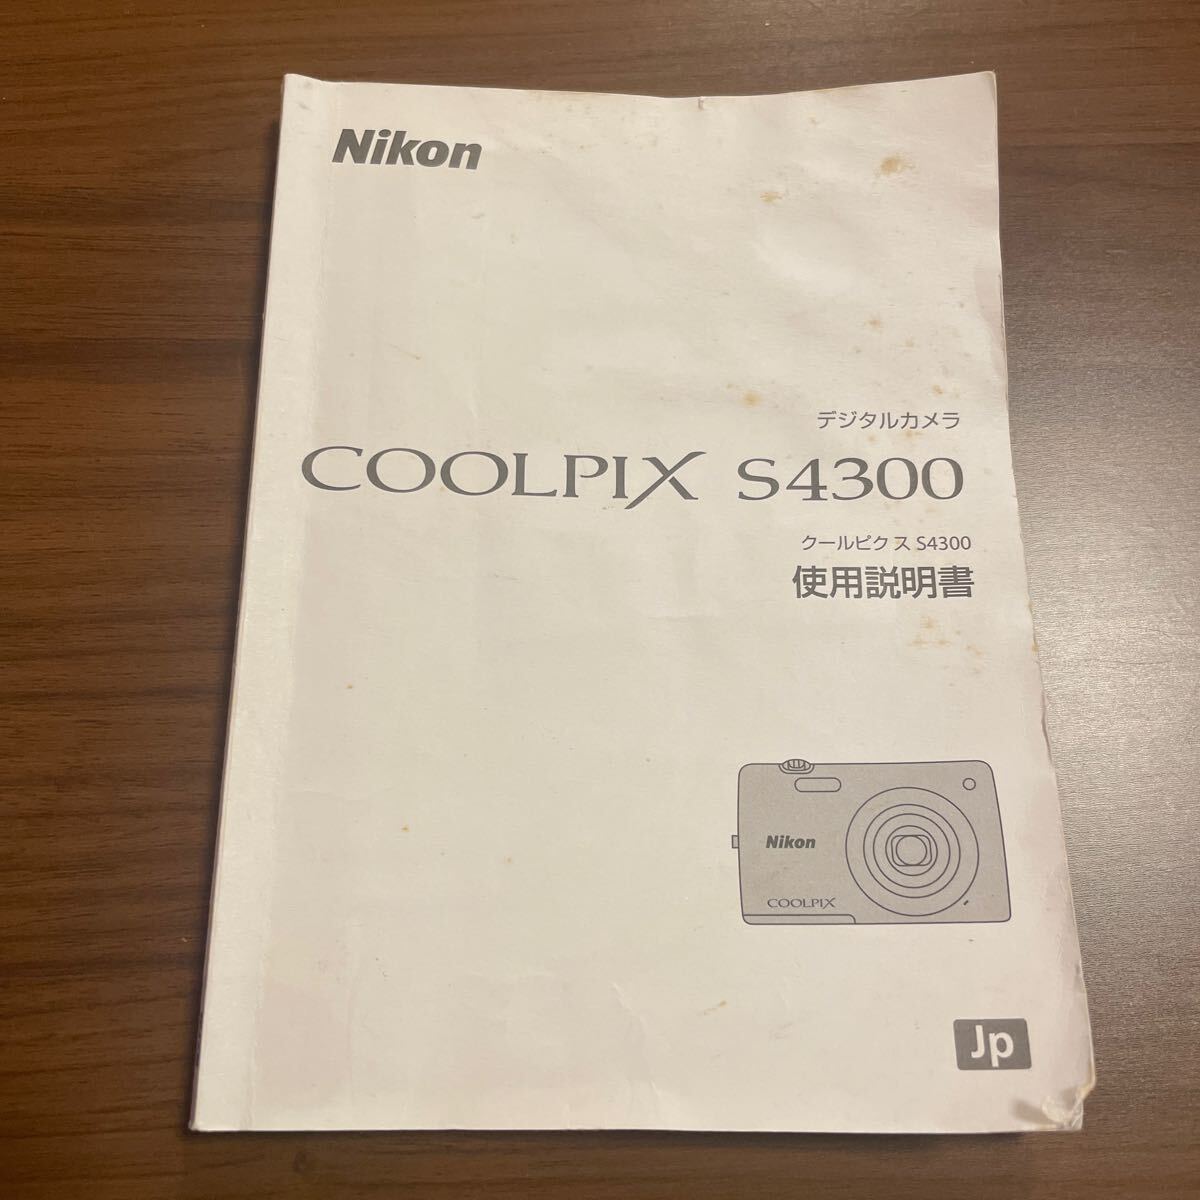 Nikon
デジタルカメラ
COOLPIX S4300
クールピクス S4300
使用説明書
Nikon
COOLPIX
Jp